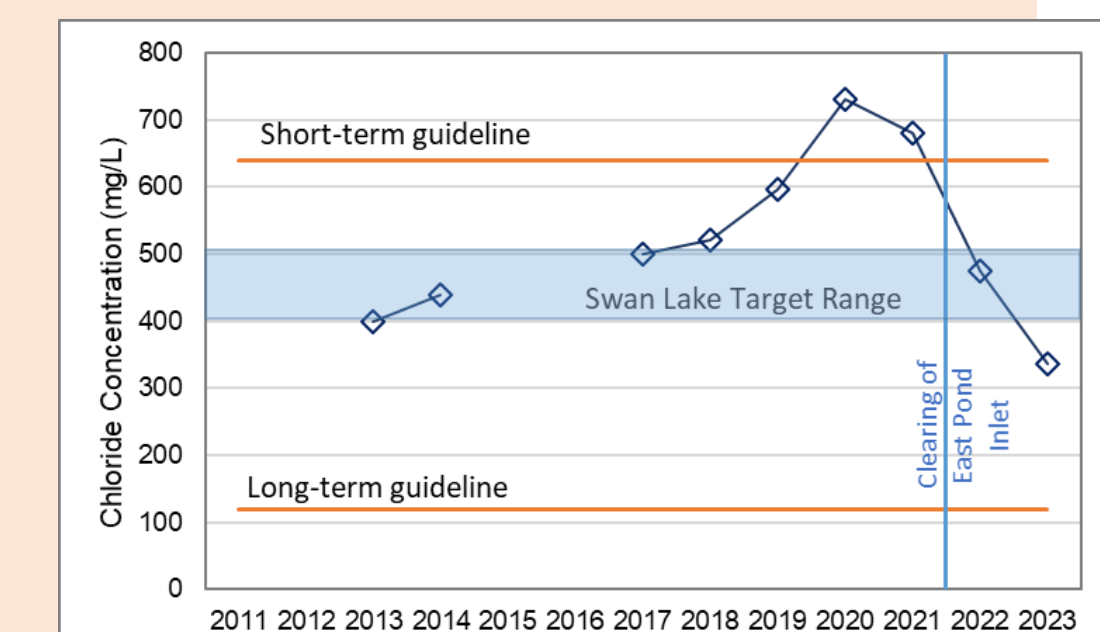 Chloride Concentration (mg/L)
800
700
600
500
400
300
200
100
0
Short-term guideline
Swan Lake Target Range
Long-term guideline
Clearing of
East Pond
Inlet
2011 2012 2013 2014 2015 2016 2017 2018 2019 2020 2021 2022 2023